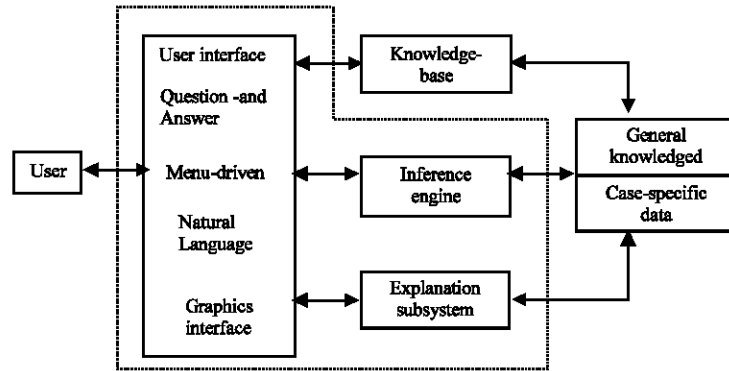 User
User interface
Question -and
Answer
Menu-driven
Natural
Language
Graphics
interface
Knowledge-
base
Inference
engine
Explanation
subsystem
General
knowledged
Case-specific
data